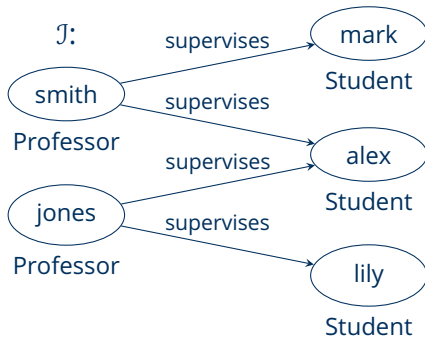 ℐ:
supervises
mark
Student
smith
Professor
supervises
supervises
alex
Student
jones
Professor
supervises
lily
Student